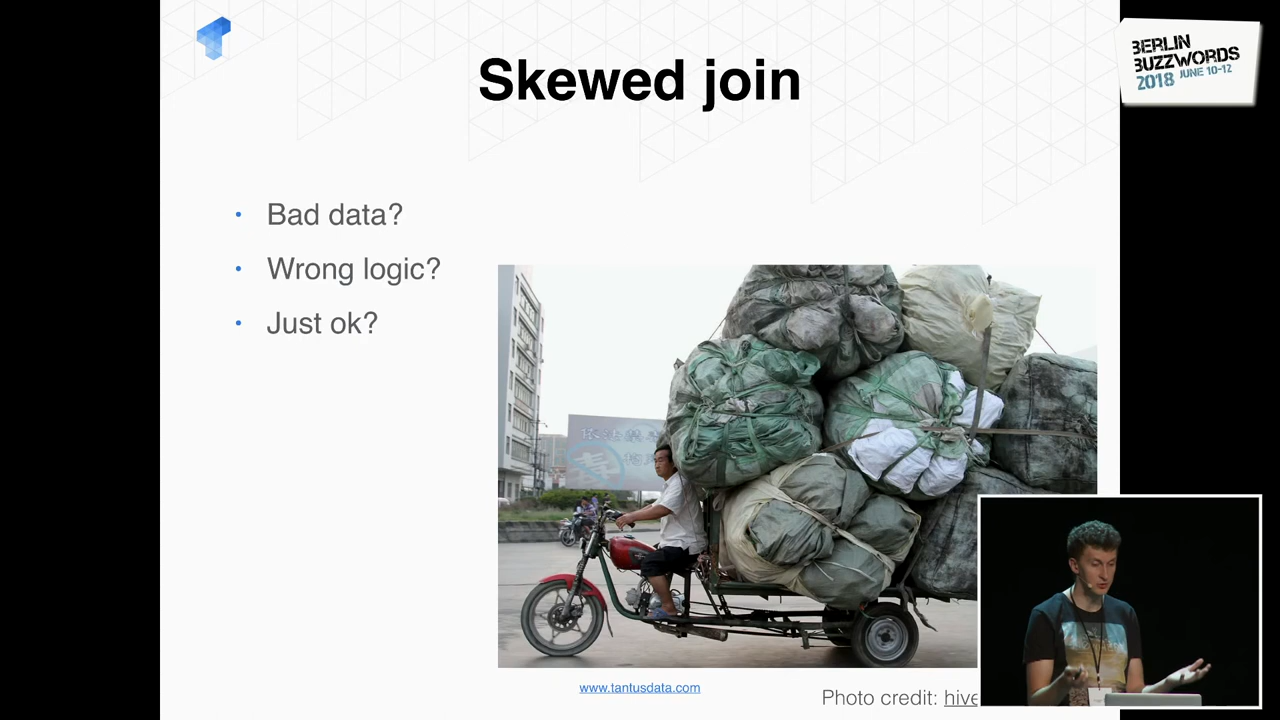 Skewed join
BERLIN
BUZZWORDS
2018 JUNE 10-12
• Bad data?
• Wrong logic?
• Just ok?
www.tantusdata.com
Photo credit: hive